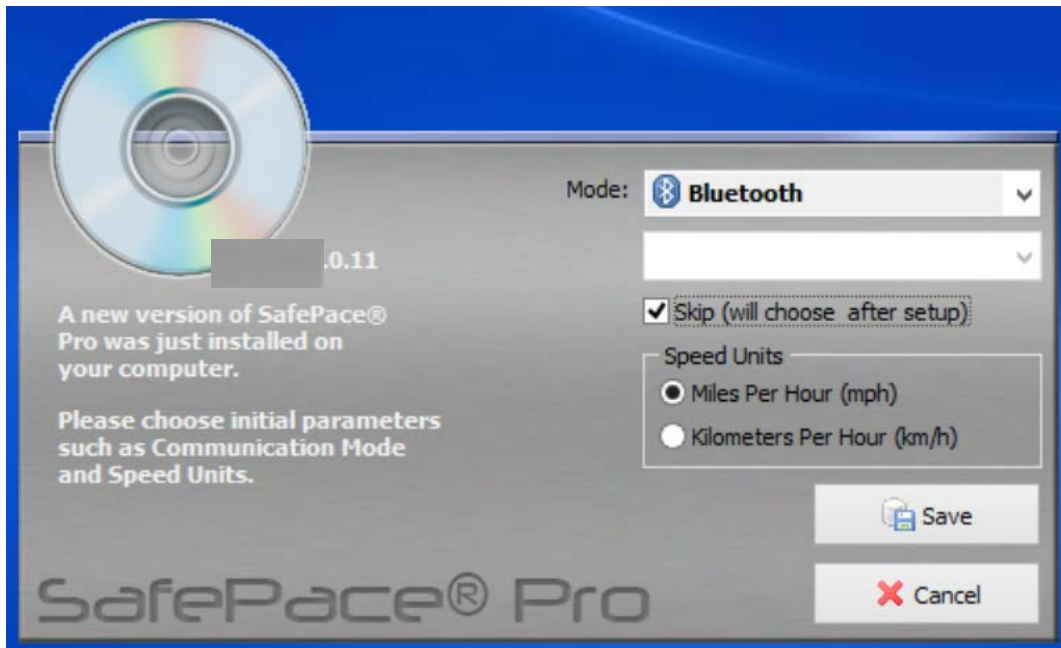 Mode: Bluetooth
.0.11
A new version of SafePace®
Pro was just installed on
your computer.
Please choose initial parameters
such as Communication Mode
and Speed Units.
Skip (will choose after setup)
Speed Units
Miles Per Hour (mph)
Kilometers Per Hour (km/h)
Save
Cancel
SafePace® Pro